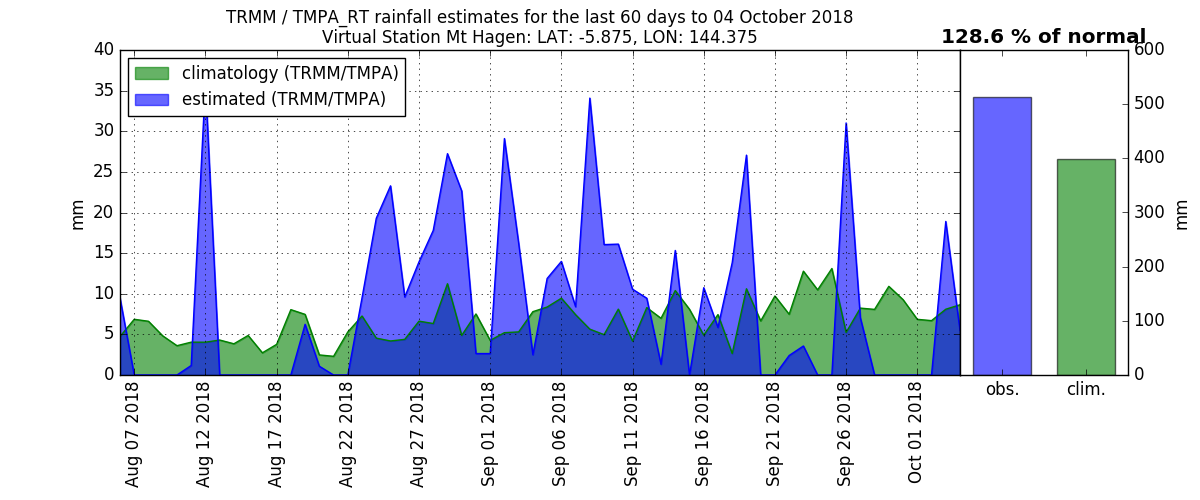 TRMM / TMPA_RT rainfall estimates for the last 60 days to 04 October 2018
Virtual Station Mt Hagen: LAT: -5.875, LON: 144.375
128.6 % of normal
climatology (TRMM/TMPA)
estimated (TRMM/TMPA)
mm
40
35
30
25
20
15
10
5
0
Aug 07 2018
Aug 12 2018
Aug 17 2018
Aug 22 2018
Aug 27 2018
Sep 01 2018
Sep 06 2018
Sep 11 2018
Sep 16 2018
Sep 21 2018
Sep 26 2018
Oct 01 2018
600
500
400
300
200
100
0
mm
obs.
clim.